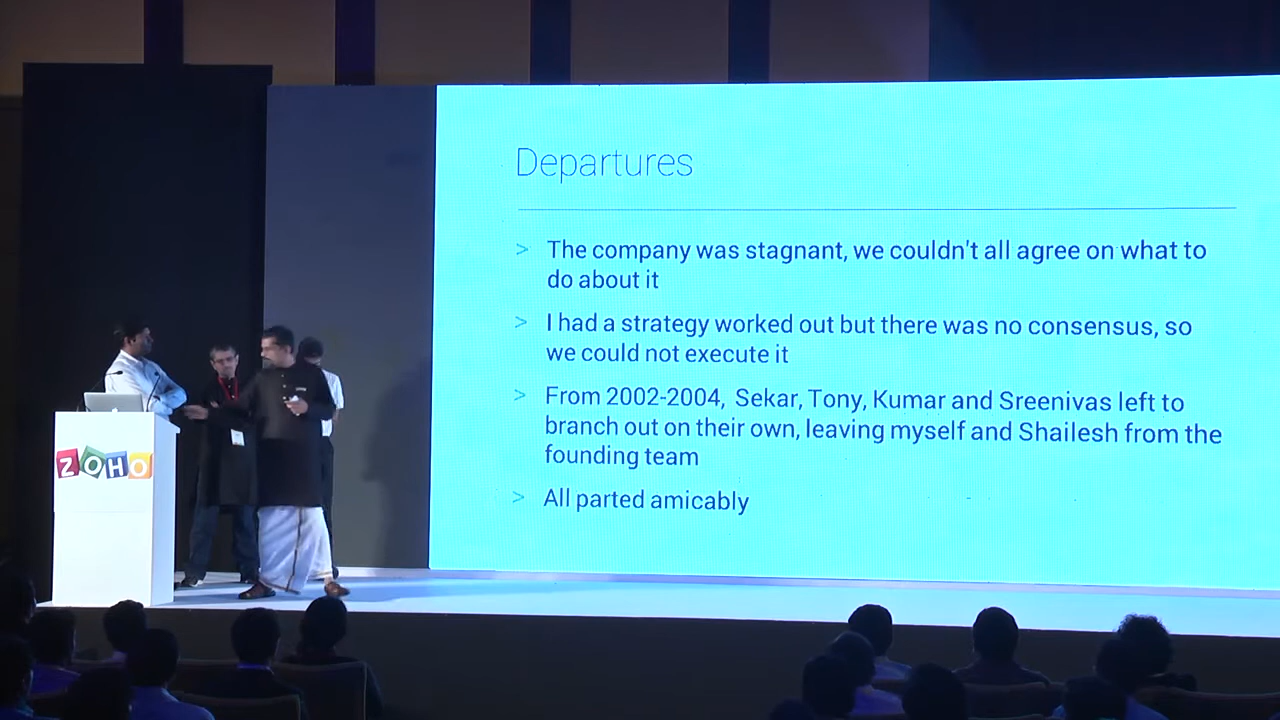 Departures
> The company was stagnant, we couldn't all agree on what to
do about it
> I had a strategy worked out but there was no consensus, so
we could not execute it
> From 2002-2004, Sekar, Tony, Kumar and Sreenivas left to
branch out on their own, leaving myself and Shailesh from the
founding team
> All parted amicably
ZOHO